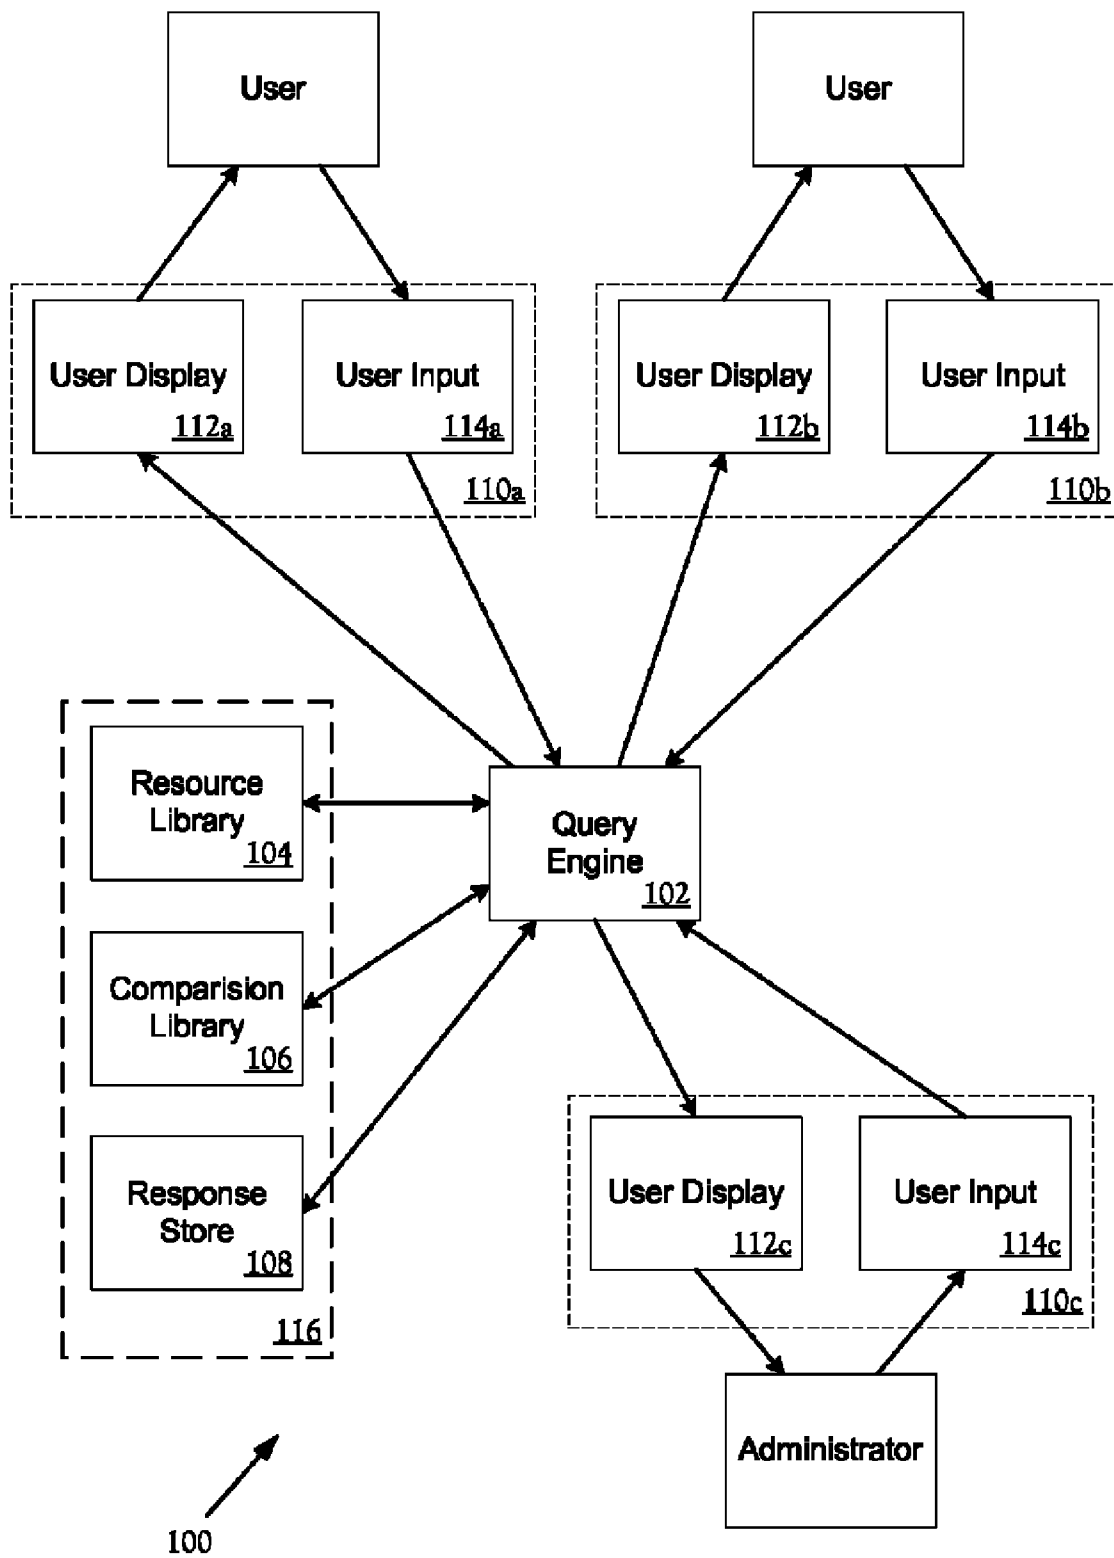 User
User
User Display
112a
User Input
114a
110a
User Display
112b
User Input
114b
110b
Resource
Library
104
Query
Engine
102
Comparision
Library
106
Response
Store
108
116
User Display
112c
User Input
114c
110c
Administrator
100